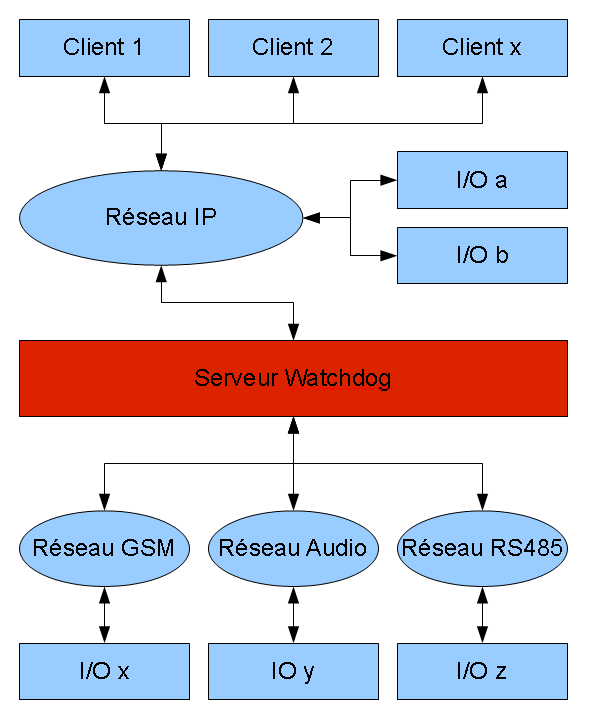 Client 1
Client 2
Client x
Réseau IP
I/O a
I/O b
Serveur Watchdog
Réseau GSM
Réseau Audio
Réseau RS485
I/O x
IO y
I/O z